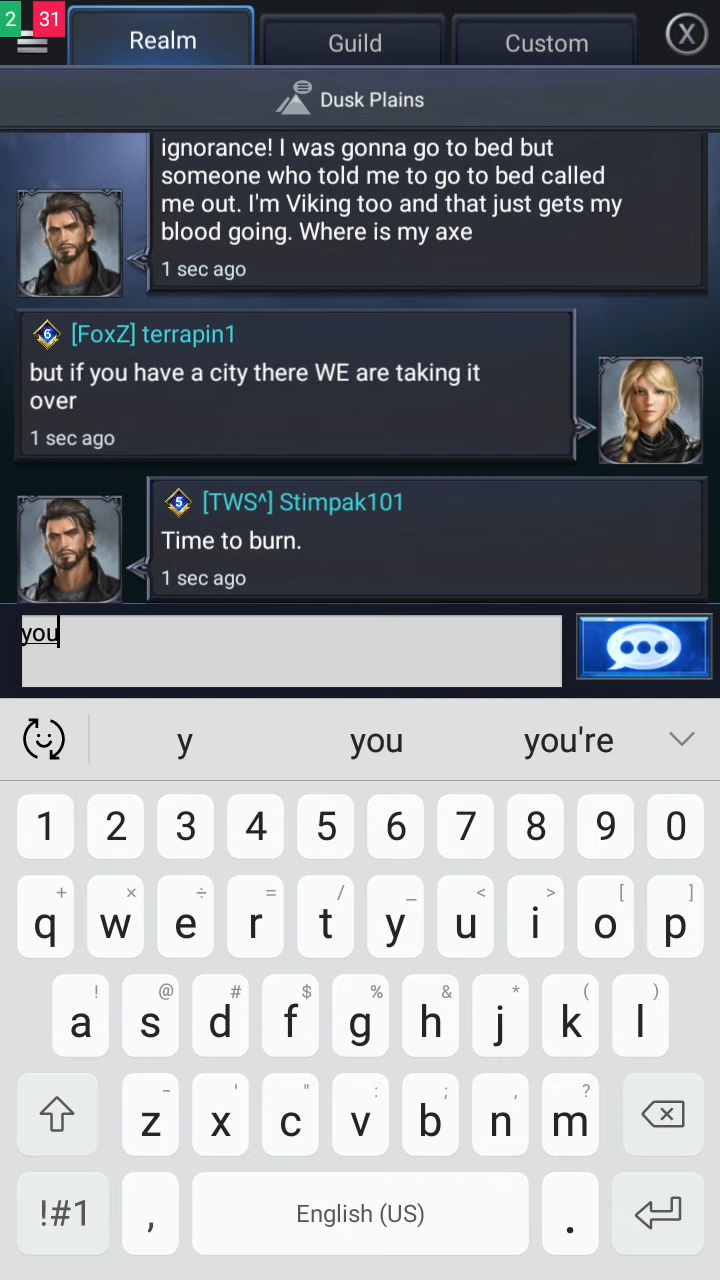 2 31
Realm Guild Custom X
Dusk Plains
ignorance! I was gonna go to bed but
someone who told me to go to bed called
me out. I'm Viking too and that just gets my
blood going. Where is my axe
1 sec ago
6 [FoxZ] terrapin1
but if you have a city there WE are taking it
over
1 sec ago
5 [TWS^] Stimpak101
Time to burn.
1 sec ago
you
y you you're
1 2 3 4 5 6 7 8 9 0
+ × ÷ = / _ < > [ ]
q w e r t y u i o p
! @ # $ % & * ( )
a s d f g h j k l
- ' " : ; , ?
z x c v b n m
!#1 , English (US) .